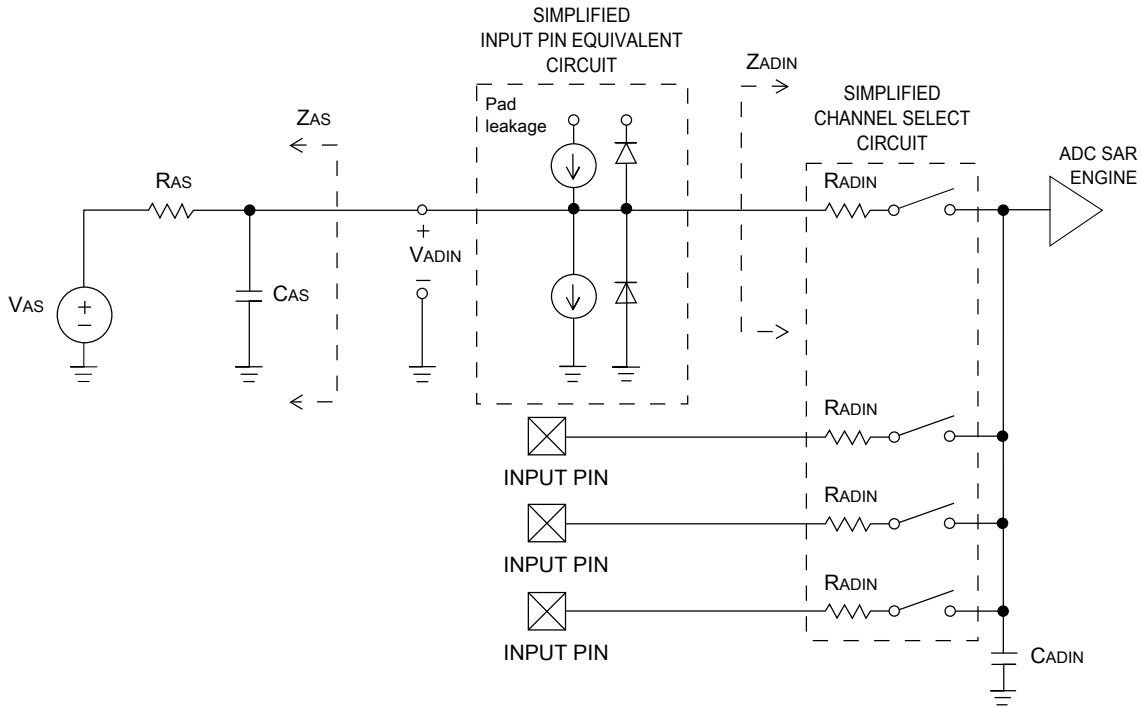 SIMPLIFIED
INPUT PIN EQUIVALENT
CIRCUIT
ZADIN
Pad
leakage
SIMPLIFIED
CHANNEL SELECT
CIRCUIT
ZAS
ADC SAR
ENGINE
RAS
RADIN
+
VADIN
–
CAS
VAS
+
–
RADIN
INPUT PIN
RADIN
INPUT PIN
RADIN
INPUT PIN
CADIN